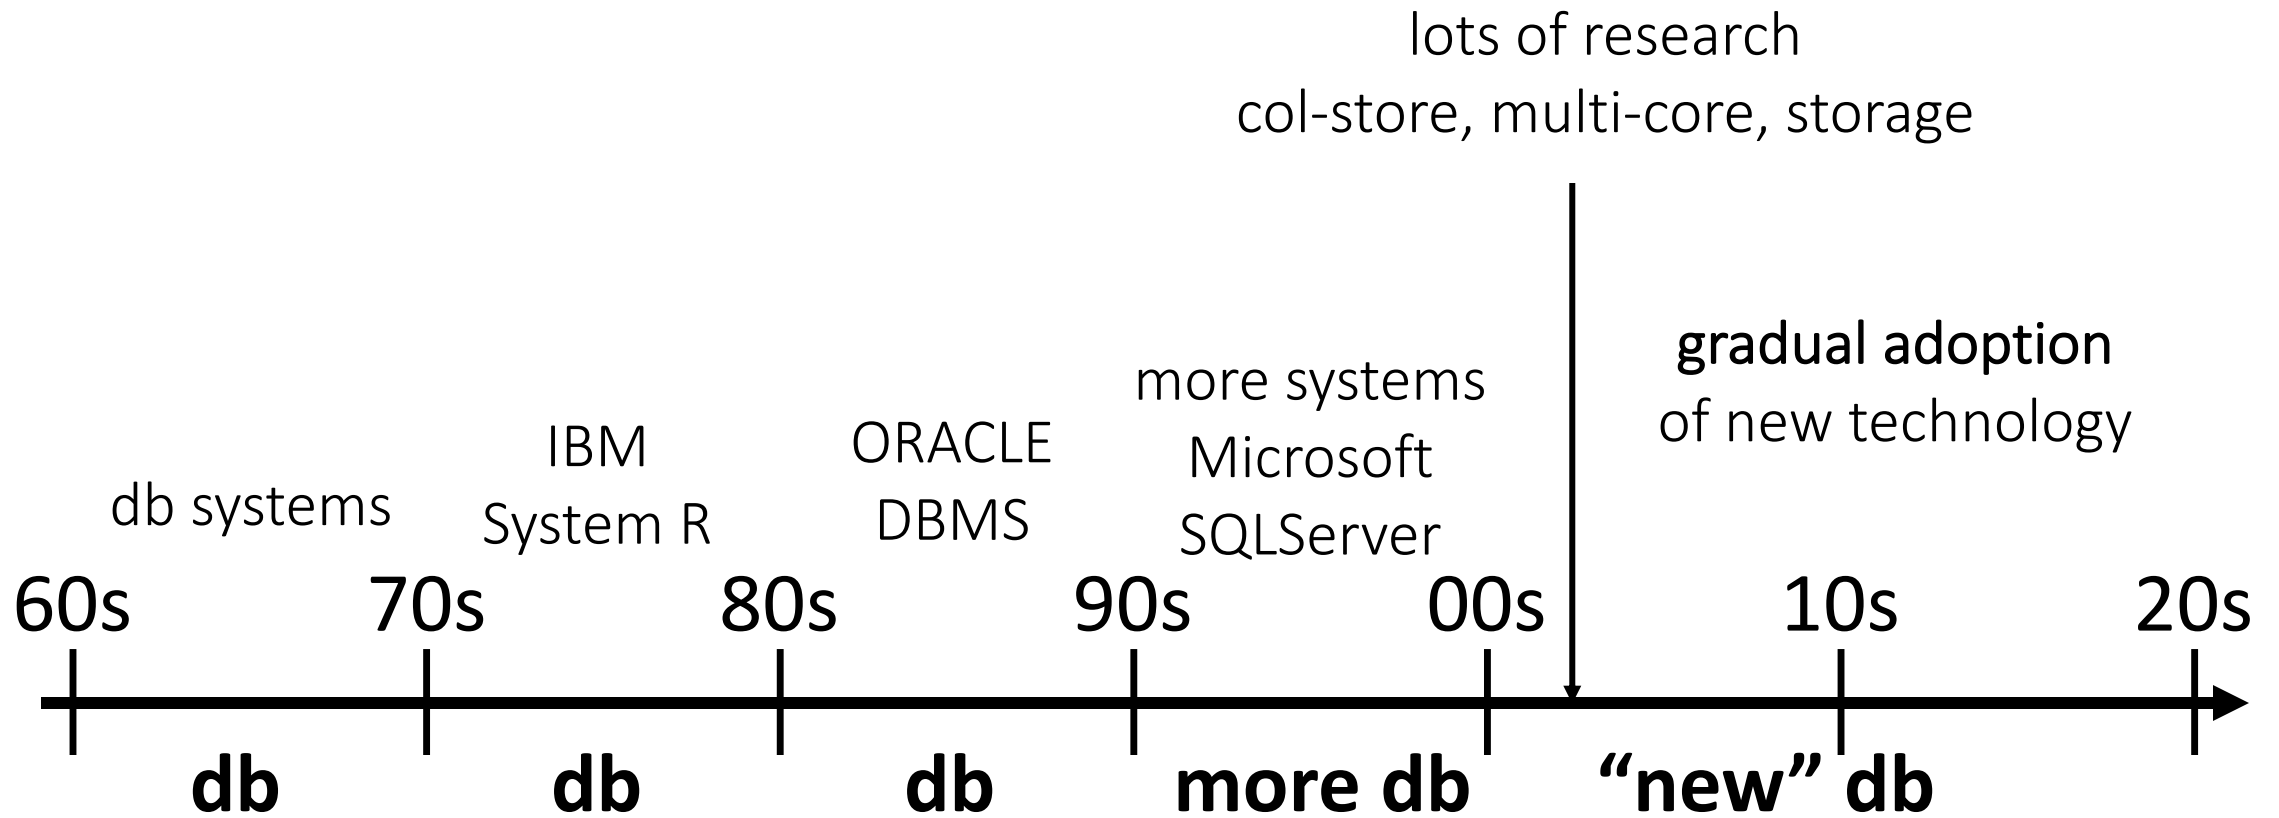 lots of research
col-store, multi-core, storage
gradual adoption
of new technology
more systems
Microsoft
SQLServer
ORACLE
DBMS
IBM
System R
db systems
60s 70s 80s 90s 00s 10s 20s
db db db more db “new” db